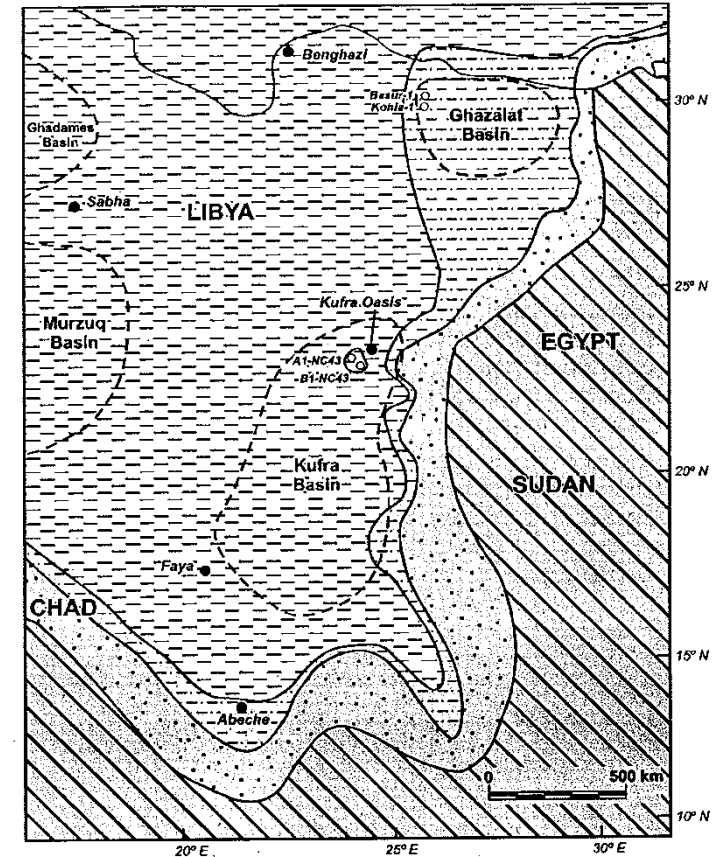 Benghazi
Basur-1
Kohla-1
30° N
Ghazalat
Basin
Ghadames
Basin
Sabha
LIBYA
25° N
Kufra Oasis
Murzuq
Basin
EGYPT
A1-NC43
B1-NC43
20° N
Kufra
Basin
SUDAN
Faya
CHAD
15° N
Abeche
0
500 km
10° N
20° E
25° E
30° E